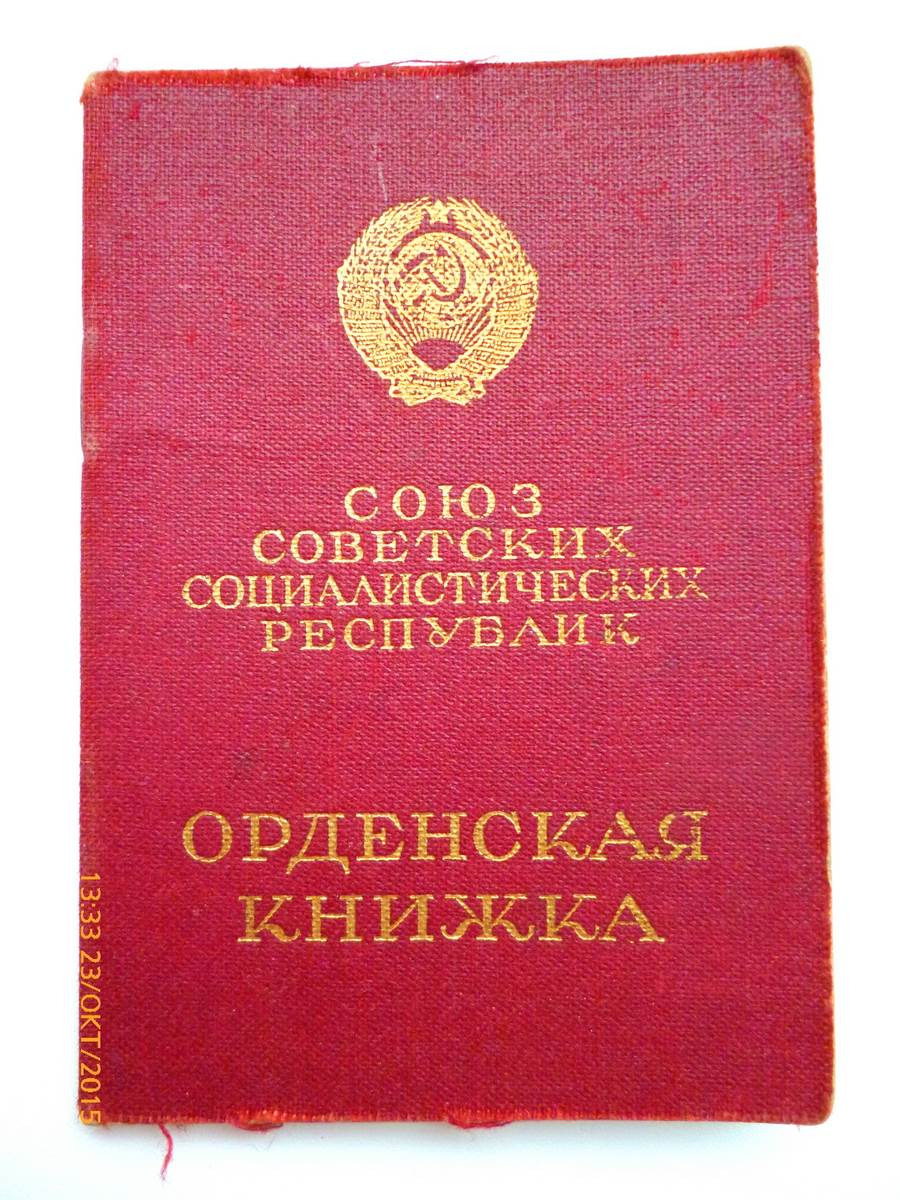 СОЮЗ
СОВЕТСКИХ
СОЦИАЛИСТИЧЕСКИХ
РЕСПУБЛИК
ОРДЕНСКАЯ
КНИЖКА
13:33 23/ОКТ/2015